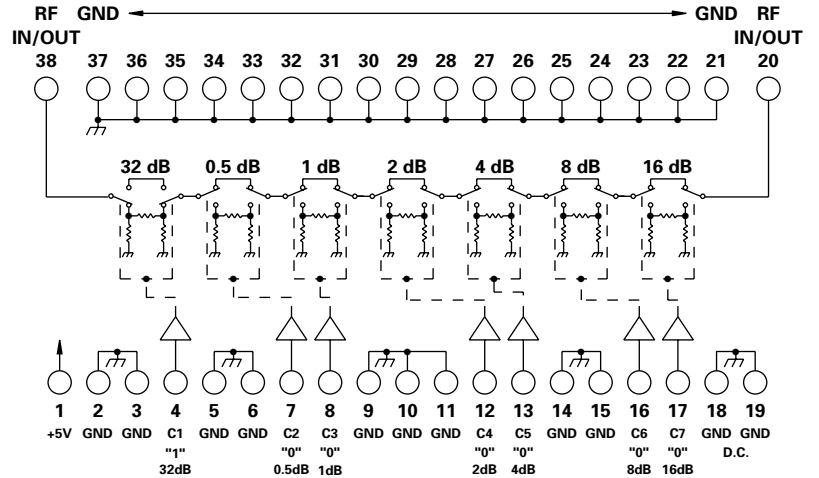 RF GND GND RF
IN/OUT IN/OUT
38 37 36 35 34 33 32 31 30 29 28 27 26 25 24 23 22 21 20
32 dB 0.5 dB 1 dB 2 dB 4 dB 8 dB 16 dB
1 2 3 4 5 6 7 8 9 10 11 12 13 14 15 16 17 18 19
+5V GND GND C1 GND GND C2 C3 GND GND GND C4 C5 GND GND C6 C7 GND GND
"1" "0" "0" "0" "0" "0" "0" D.C.
32dB 0.5dB 1dB 2dB 4dB 8dB 16dB